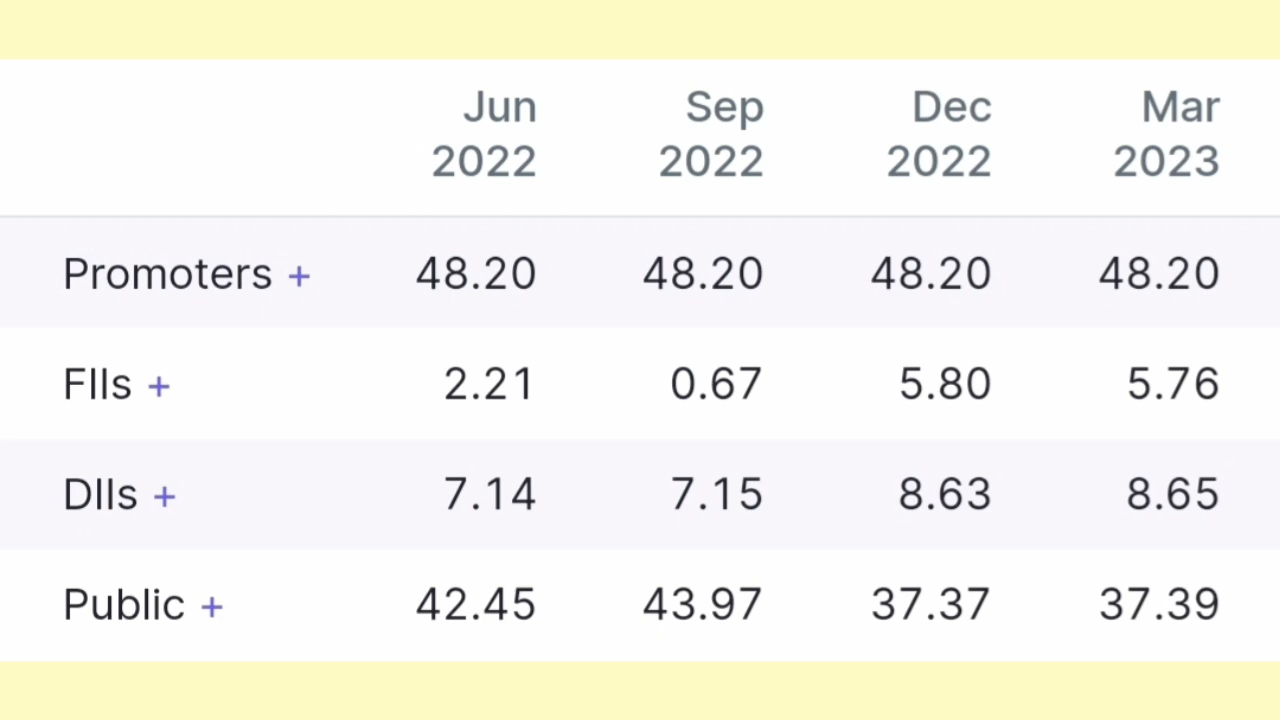 Jun Sep Dec Mar
2022 2022 2022 2023
Promoters + 48.20 48.20 48.20 48.20
FIIs + 2.21 0.67 5.80 5.76
DIIs + 7.14 7.15 8.63 8.65
Public + 42.45 43.97 37.37 37.39